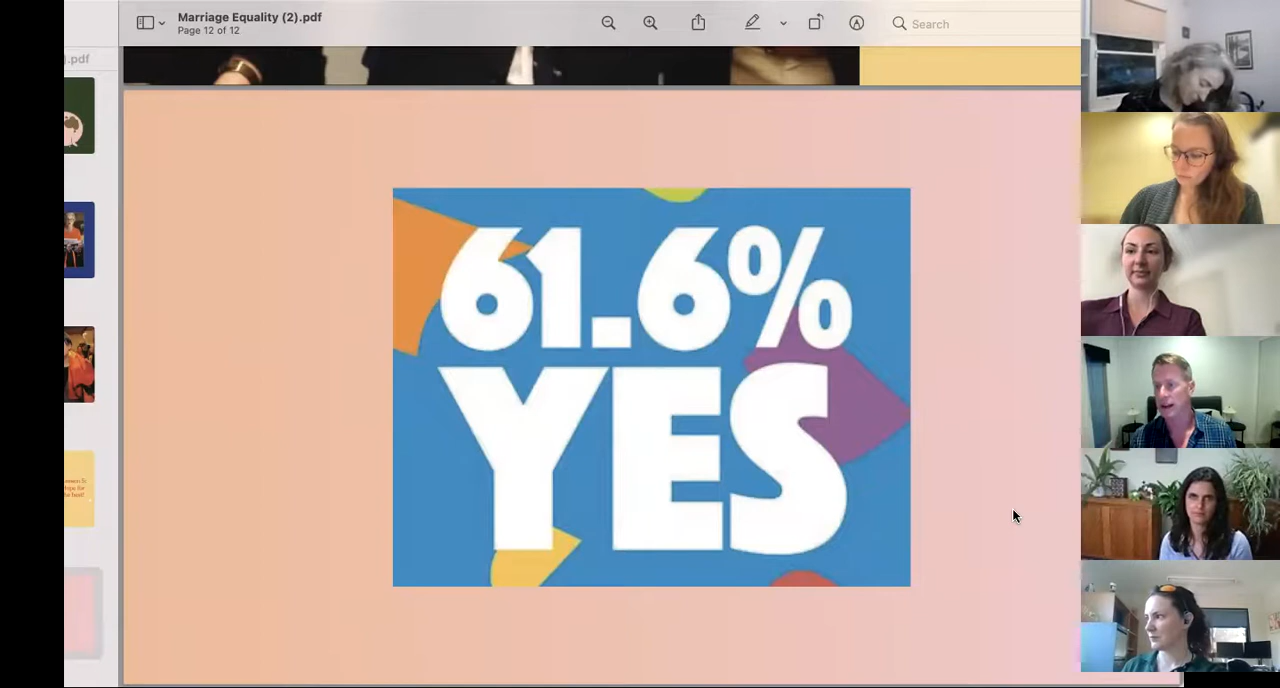 Marriage Equality (2).pdf
Page 12 of 12
Search
).pdf
61.6%
YES